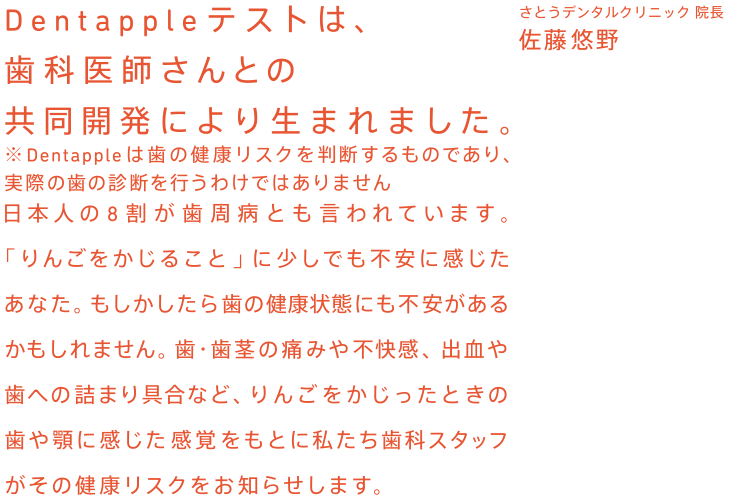 Dentappleテストは、
歯科医師さんとの
共同開発により生まれました。
※Dentappleは歯の健康リスクを判断するものであり、
実際の歯の診断を行うわけではありません
日本人の8割が歯周病とも言われています。
「りんごをかじること」に少しでも不安に感じた
あなた。もしかしたら歯の健康状態にも不安がある
かもしれません。歯・歯茎の痛みや不快感、出血や
歯への詰まり具合など、りんごをかじったときの
歯や顎に感じた感覚をもとに私たち歯科スタッフ
がその健康リスクをお知らせします。
さとうデンタルクリニック 院長
佐藤悠野